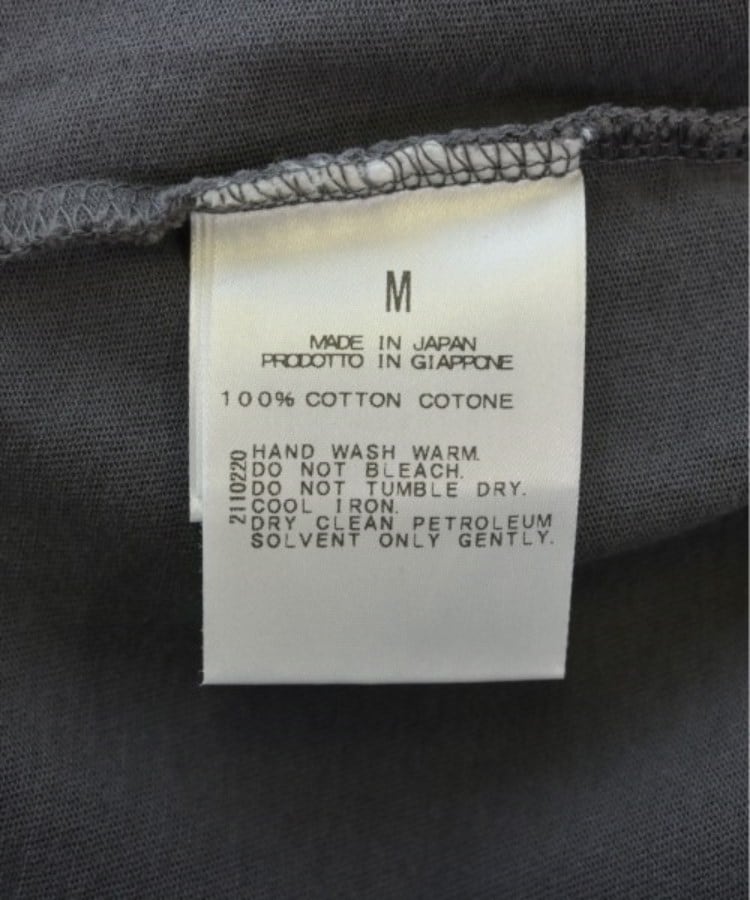 M
MADE IN JAPAN
PRODOTTO IN GIAPPONE
100% COTTON COTONE
2110220
HAND WASH WARM.
DO NOT BLEACH.
DO NOT TUMBLE DRY.
COOL IRON.
DRY CLEAN PETROLEUM
SOLVENT ONLY GENTLY.